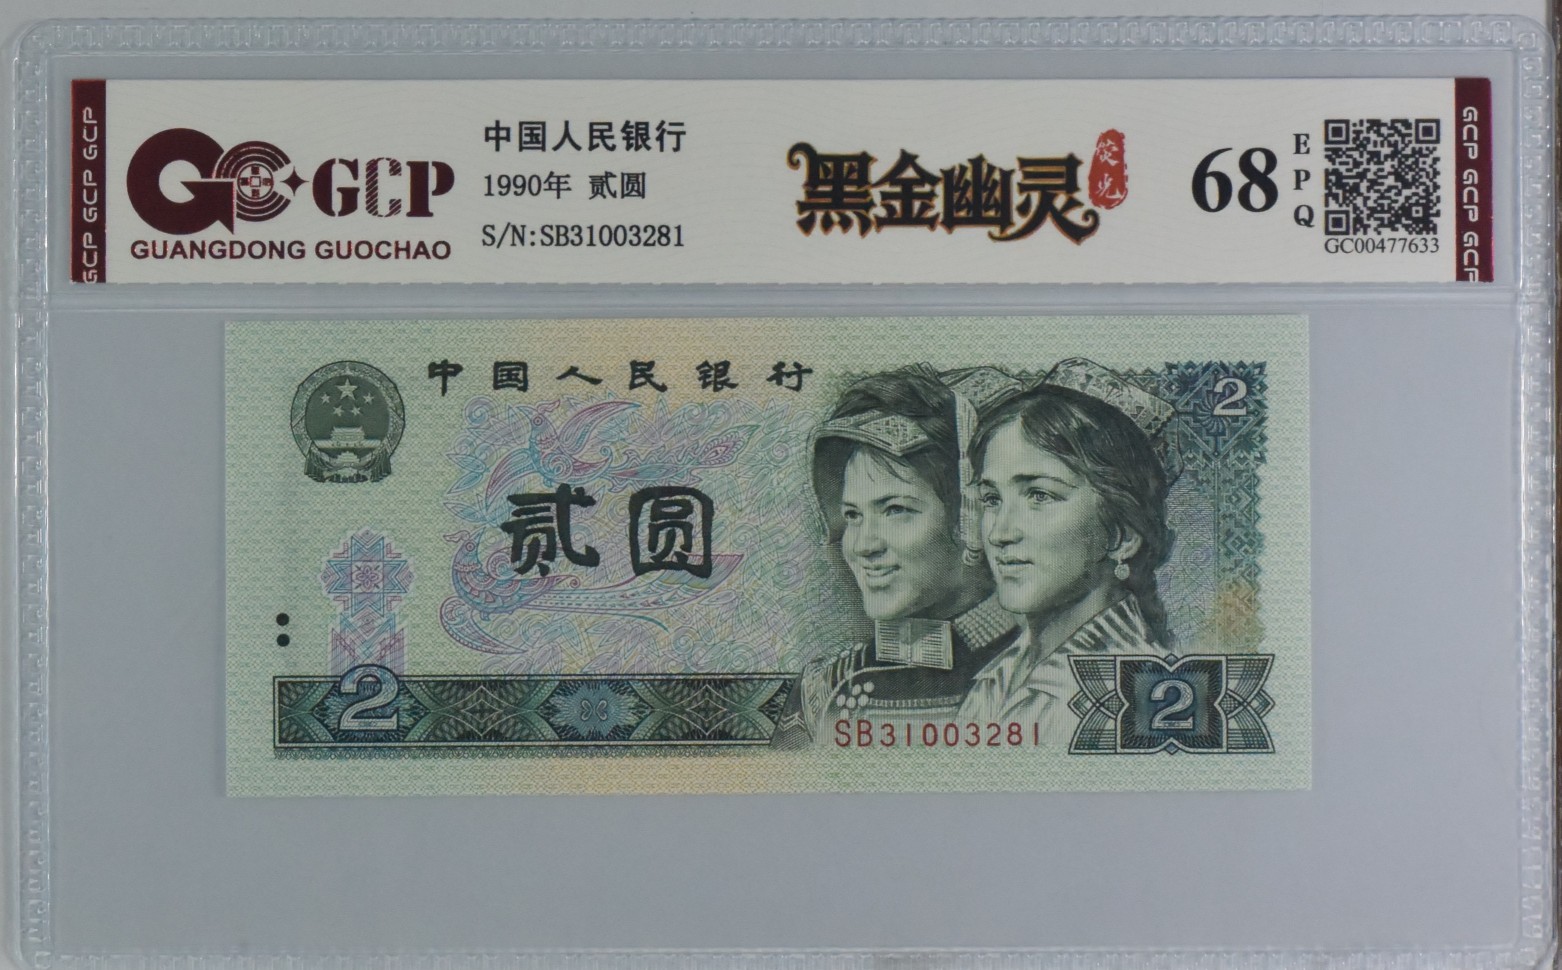 GCP GCP GCP
GCP
GUANGDONG GUOCHAO
中国人民银行
1990年 贰圆
S/N:SB31003281
黑金幽灵
荧光
68
EPQ
GC00477633
GCP GCP GCP
中国人民银行
2
贰圆
2
SB31003281
2